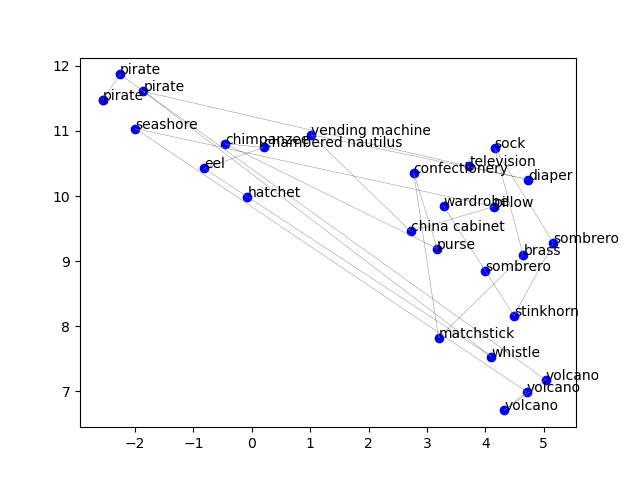 12
pirate
pirate
pirate
11
seashore
vending machine
chimpanzee
chambered nautilus
sock
television
eel
confectionery
diaper
10
hatchet
wardrobe
pillow
china cabinet
purse
brass
sombrero
9
sombrero
stinkhorn
8
matchstick
whistle
7
volcano
volcano
volcano
−2
−1
0
1
2
3
4
5